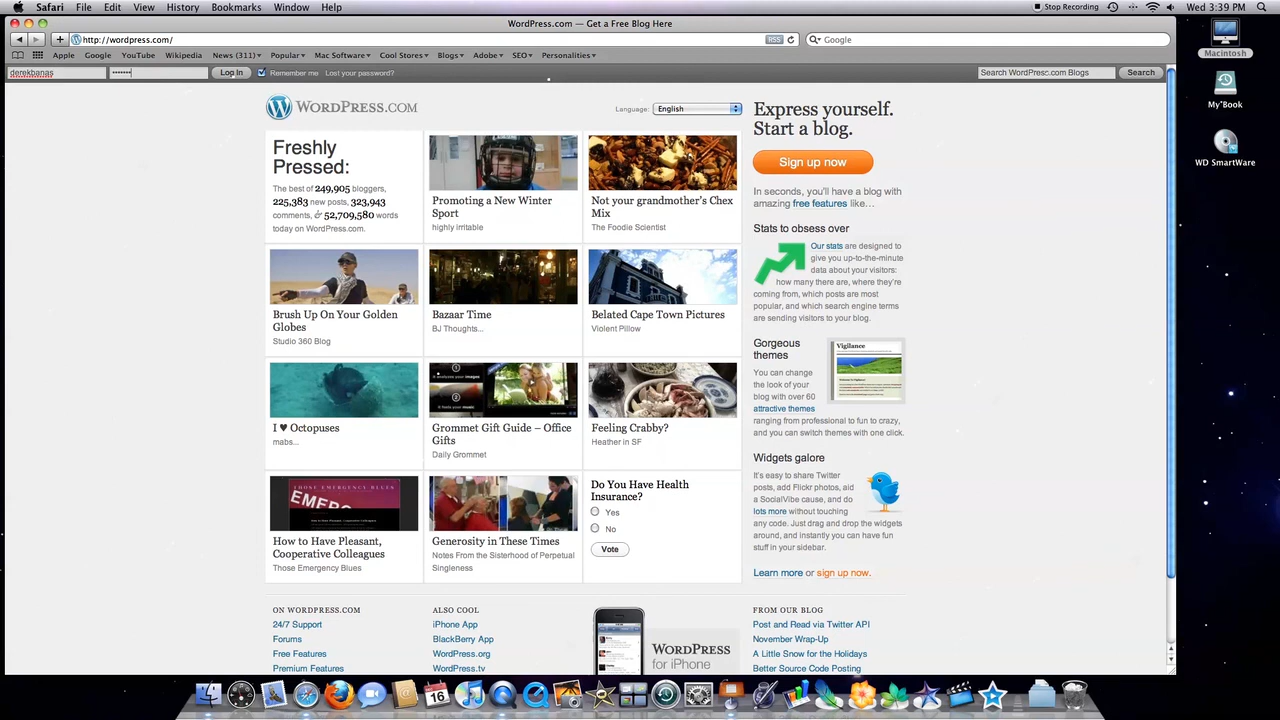 Safari File Edit View History Bookmarks Window Help
Stop Recording
Wed 3:39 PM
WordPress.com — Get a Free Blog Here
http://wordpress.com/
RSS
Google
Apple Google YouTube Wikipedia News (311) Popular Mac Software Cool Stores Blogs Adobe SEO Personalities
derekbanas
Log In
Remember me
Lost your password?
Search WordPress.com Blogs
Search
Macintosh
My Book
WD SmartWare
WORDPRESS.COM
Language: English
Freshly
Pressed:
The best of 249,905 bloggers,
225,383 new posts, 323,943
comments, & 52,709,580 words
today on WordPress.com.
Promoting a New Winter
Sport
highly irritable
Not your grandmother's Chex
Mix
The Foodie Scientist
Brush Up On Your Golden
Globes
Studio 360 Blog
Bazaar Time
BJ Thoughts...
Belated Cape Town Pictures
Violent Pillow
I ♥ Octopuses
mabs...
Grommet Gift Guide – Office
Gifts
Daily Grommet
Feeling Crabby?
Heather in SF
THOSE EMERGENCY BLUES
How to Have Pleasant,
Cooperative Colleagues
Those Emergency Blues
Generosity in These Times
Notes From the Sisterhood of Perpetual
Singleness
Do You Have Health
Insurance?
Yes
No
Vote
Express yourself.
Start a blog.
Sign up now
In seconds, you'll have a blog with
amazing free features like…
Stats to obsess over
Our stats are designed to
give you up-to-the-minute
data about your visitors:
how many there are, where they're
coming from, which posts are most
popular, and which search engine terms
are sending visitors to your blog.
Gorgeous
themes
Vigilance
You can change
the look of your
blog with over 60
attractive themes
ranging from professional to fun to crazy,
and you can switch themes with one click.
Widgets galore
It's easy to share Twitter
posts, add Flickr photos, aid
a SocialVibe cause, and do
lots more without touching
any code. Just drag and drop the widgets
around, and instantly you can have fun
stuff in your sidebar.
Learn more or sign up now.
ON WORDPRESS.COM
24/7 Support
Forums
Free Features
Premium Features
ALSO COOL
iPhone App
BlackBerry App
WordPress.org
WordPress.tv
WORDPRESS
for iPhone
FROM OUR BLOG
Post and Read via Twitter API
November Wrap-Up
A Little Snow for the Holidays
Better Source Code Posting